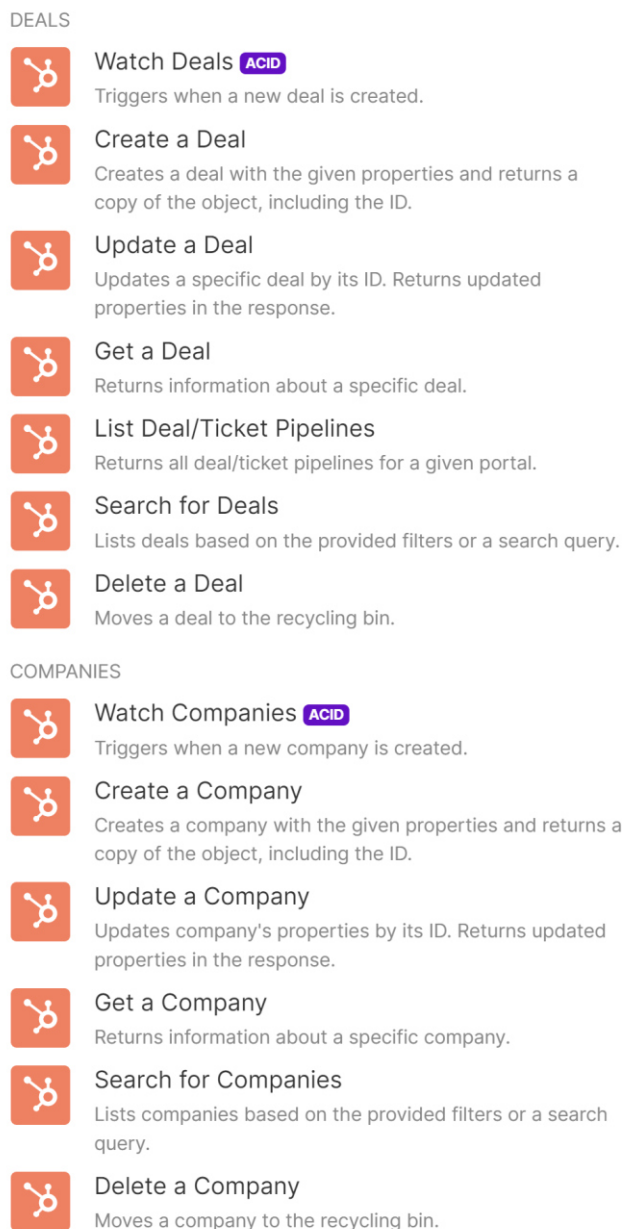 DEALS
Watch Deals ACID
Triggers when a new deal is created.
Create a Deal
Creates a deal with the given properties and returns a
copy of the object, including the ID.
Update a Deal
Updates a specific deal by its ID. Returns updated
properties in the response.
Get a Deal
Returns information about a specific deal.
List Deal/Ticket Pipelines
Returns all deal/ticket pipelines for a given portal.
Search for Deals
Lists deals based on the provided filters or a search query.
Delete a Deal
Moves a deal to the recycling bin.
COMPANIES
Watch Companies ACID
Triggers when a new company is created.
Create a Company
Creates a company with the given properties and returns a
copy of the object, including the ID.
Update a Company
Updates company's properties by its ID. Returns updated
properties in the response.
Get a Company
Returns information about a specific company.
Search for Companies
Lists companies based on the provided filters or a search
query.
Delete a Company
Moves a company to the recycling bin.